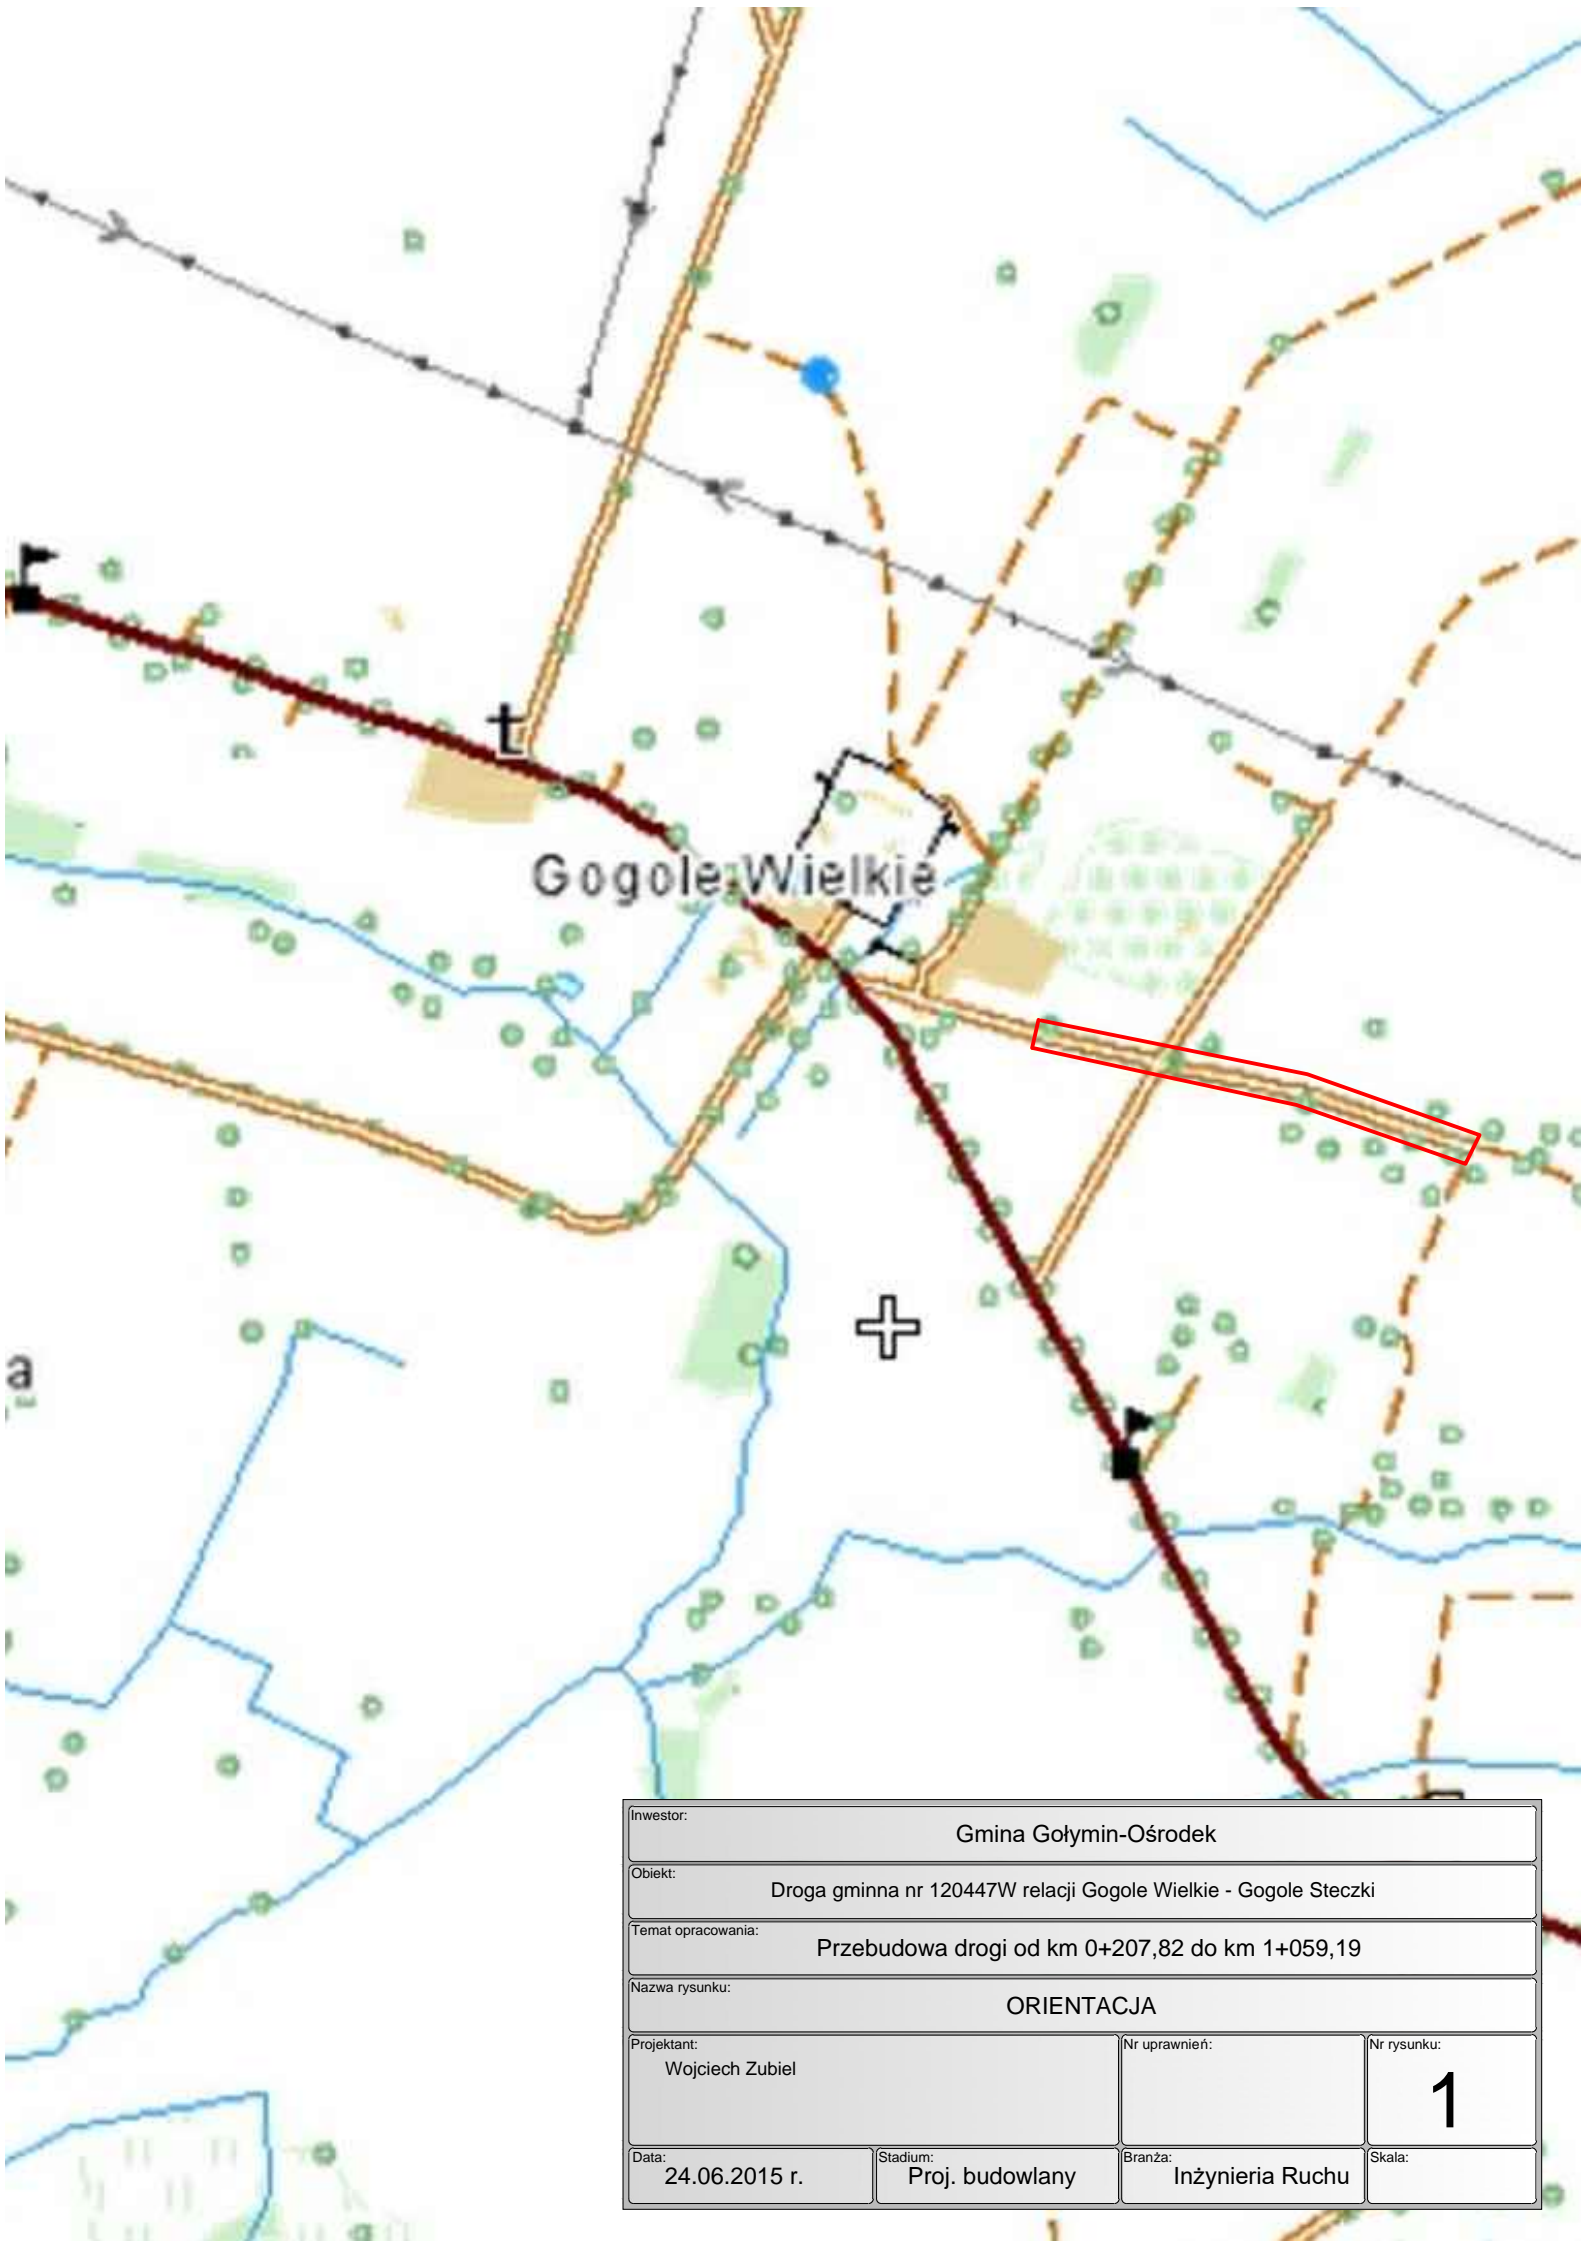 t
Gogole Wielkie
a
Inwestor:
Gmina Gołymin-Ośrodek
Obiekt:
Droga gminna nr 120447W relacji Gogole Wielkie - Gogole Steczki
Temat opracowania:
Przebudowa drogi od km 0+207,82 do km 1+059,19
Nazwa rysunku:
ORIENTACJA
Projektant:
Wojciech Zubiel
Nr uprawnień:
Nr rysunku:
1
Data:
24.06.2015 r.
Stadium:
Proj. budowlany
Branża:
Inżynieria Ruchu
Skala: